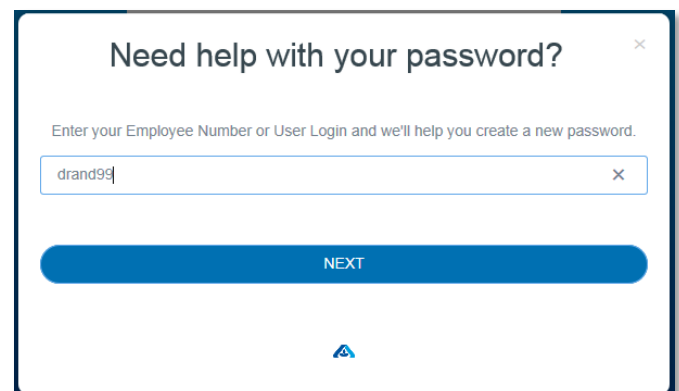 Need help with your password?
Enter your Employee Number or User Login and we'll help you create a new password.
drand99
NEXT